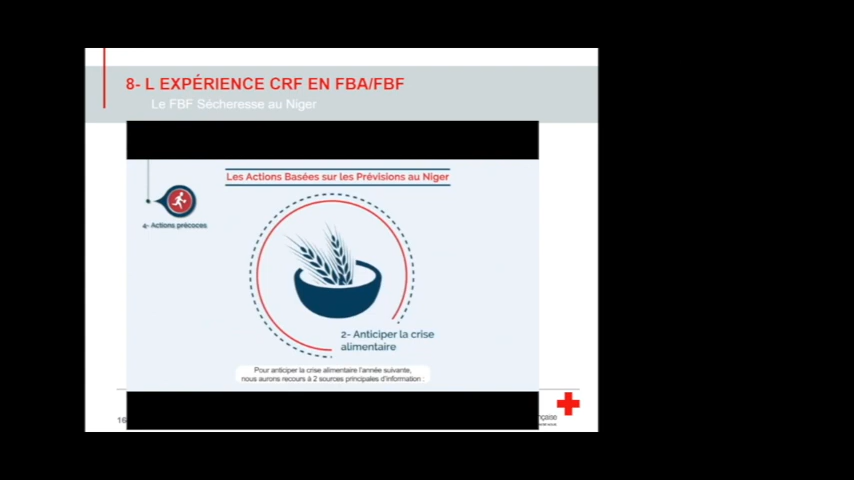 8- L EXPÉRIENCE CRF EN FBA/FBF
Le FBF Sécheresse au Niger
Les Actions Basées sur les Prévisions au Niger
4- Actions précoces
2- Anticiper la crise
alimentaire
Pour anticiper la crise alimentaire l'année suivante,
nous aurons recours à 2 sources principales d'information :
16